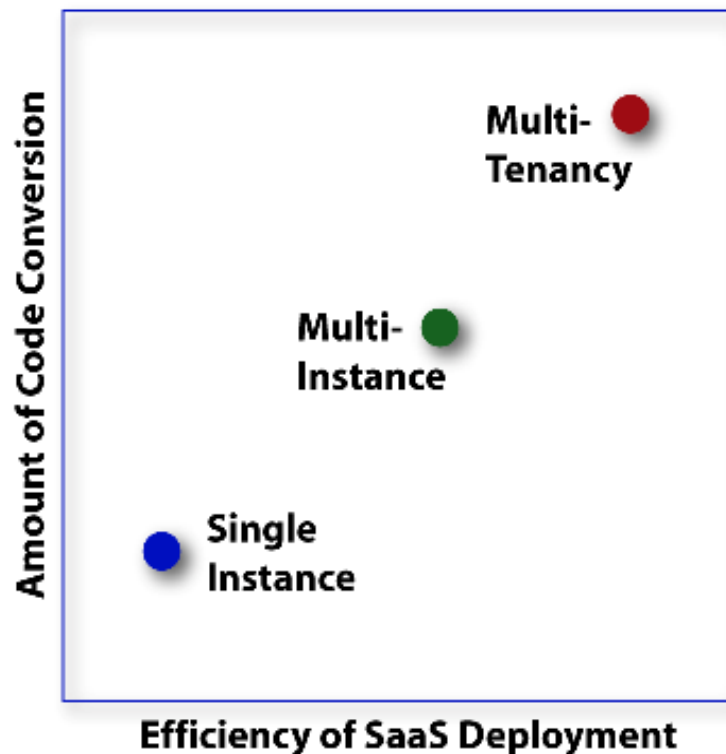 Amount of Code Conversion
Multi-
Tenancy
Multi-
Instance
Single
Instance
Efficiency of SaaS Deployment